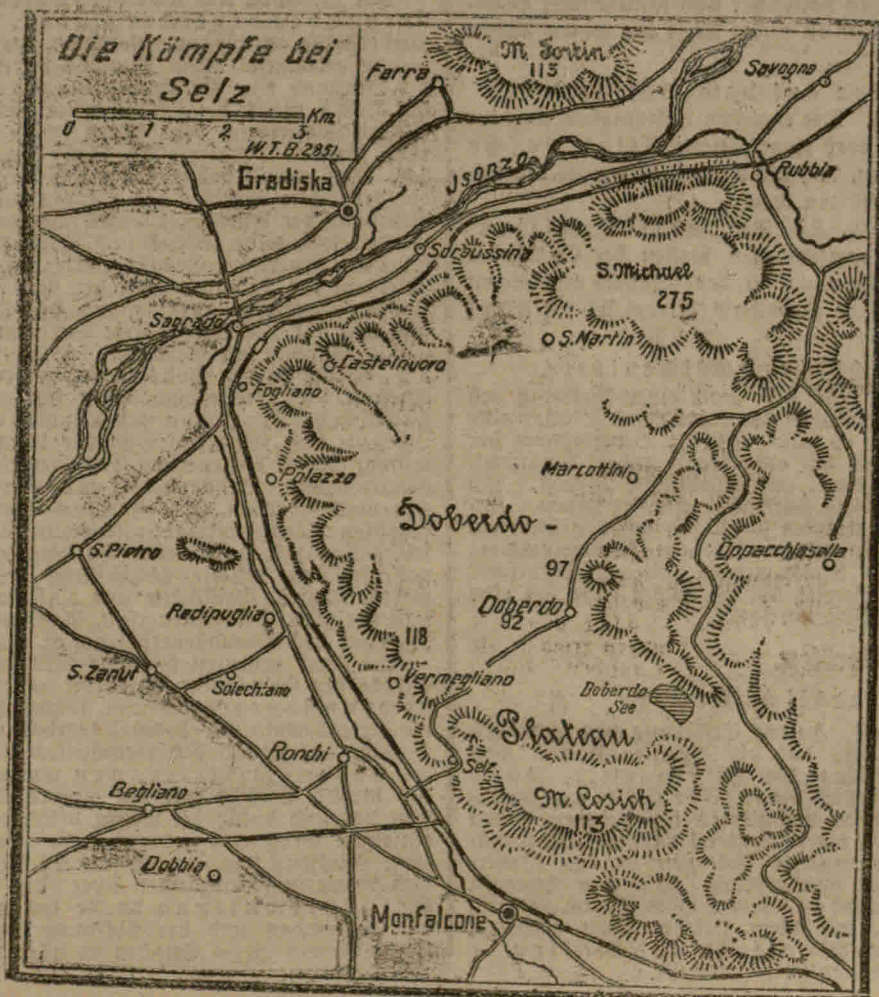 Die Kämpfe bei
Selz
Km.
0 1 2 3
W.T.B. 2851.
M. Fortin
113
Farra
Savogna
Gradiska
Isonzo
Rubbia
Sdraussina
S. Michael
275
Sagrado
S. Martin
Castelnuovo
Fogliano
Polazzo
Marcottini
Doberdo -
S. Pietro
97
Oppacchiasella
Doberdo
92
Redipuglia
118
Vermegliano
S. Zanut
Solechiano
Doberdo-
See
Plateau
Ronchi
Selz
Begliano
M. Cosich
113
Dobbia
Monfalcone